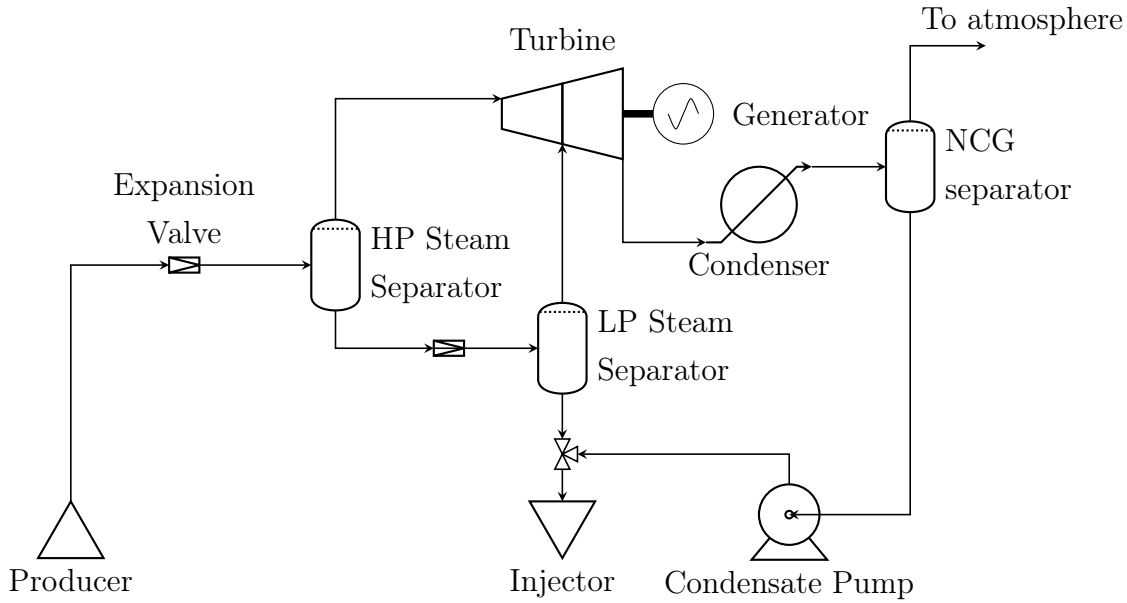 To atmosphere
Turbine
Generator
NCG
separator
Expansion
Valve
HP Steam
Separator
Condenser
LP Steam
Separator
Producer
Injector
Condensate Pump